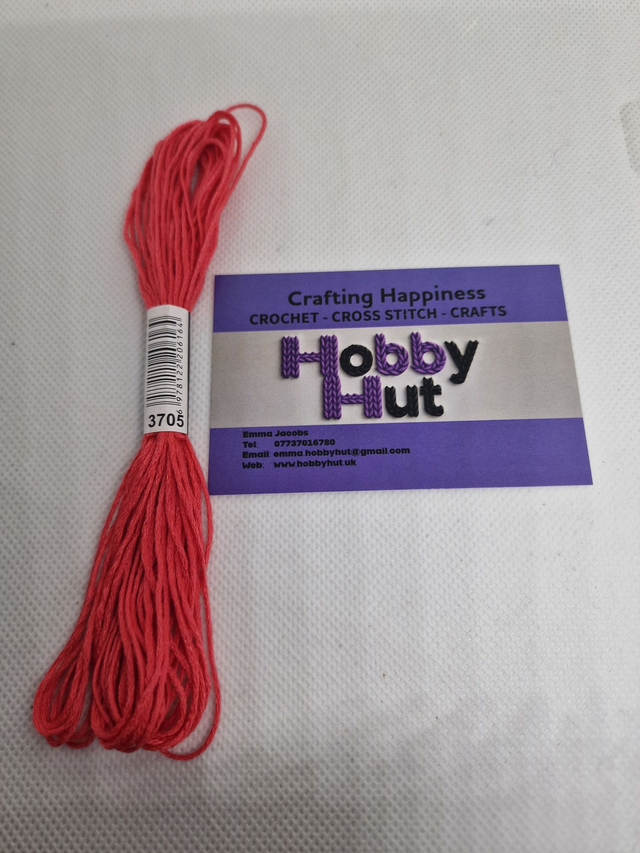 9781222206164
3705
Crafting Happiness
CROCHET - CROSS STITCH - CRAFTS
Hobby
Hut
Emma Jacobs
Tel 07737016780
Email emma.hobbyhut@gmail.com
Web: www.hobbyhut.uk